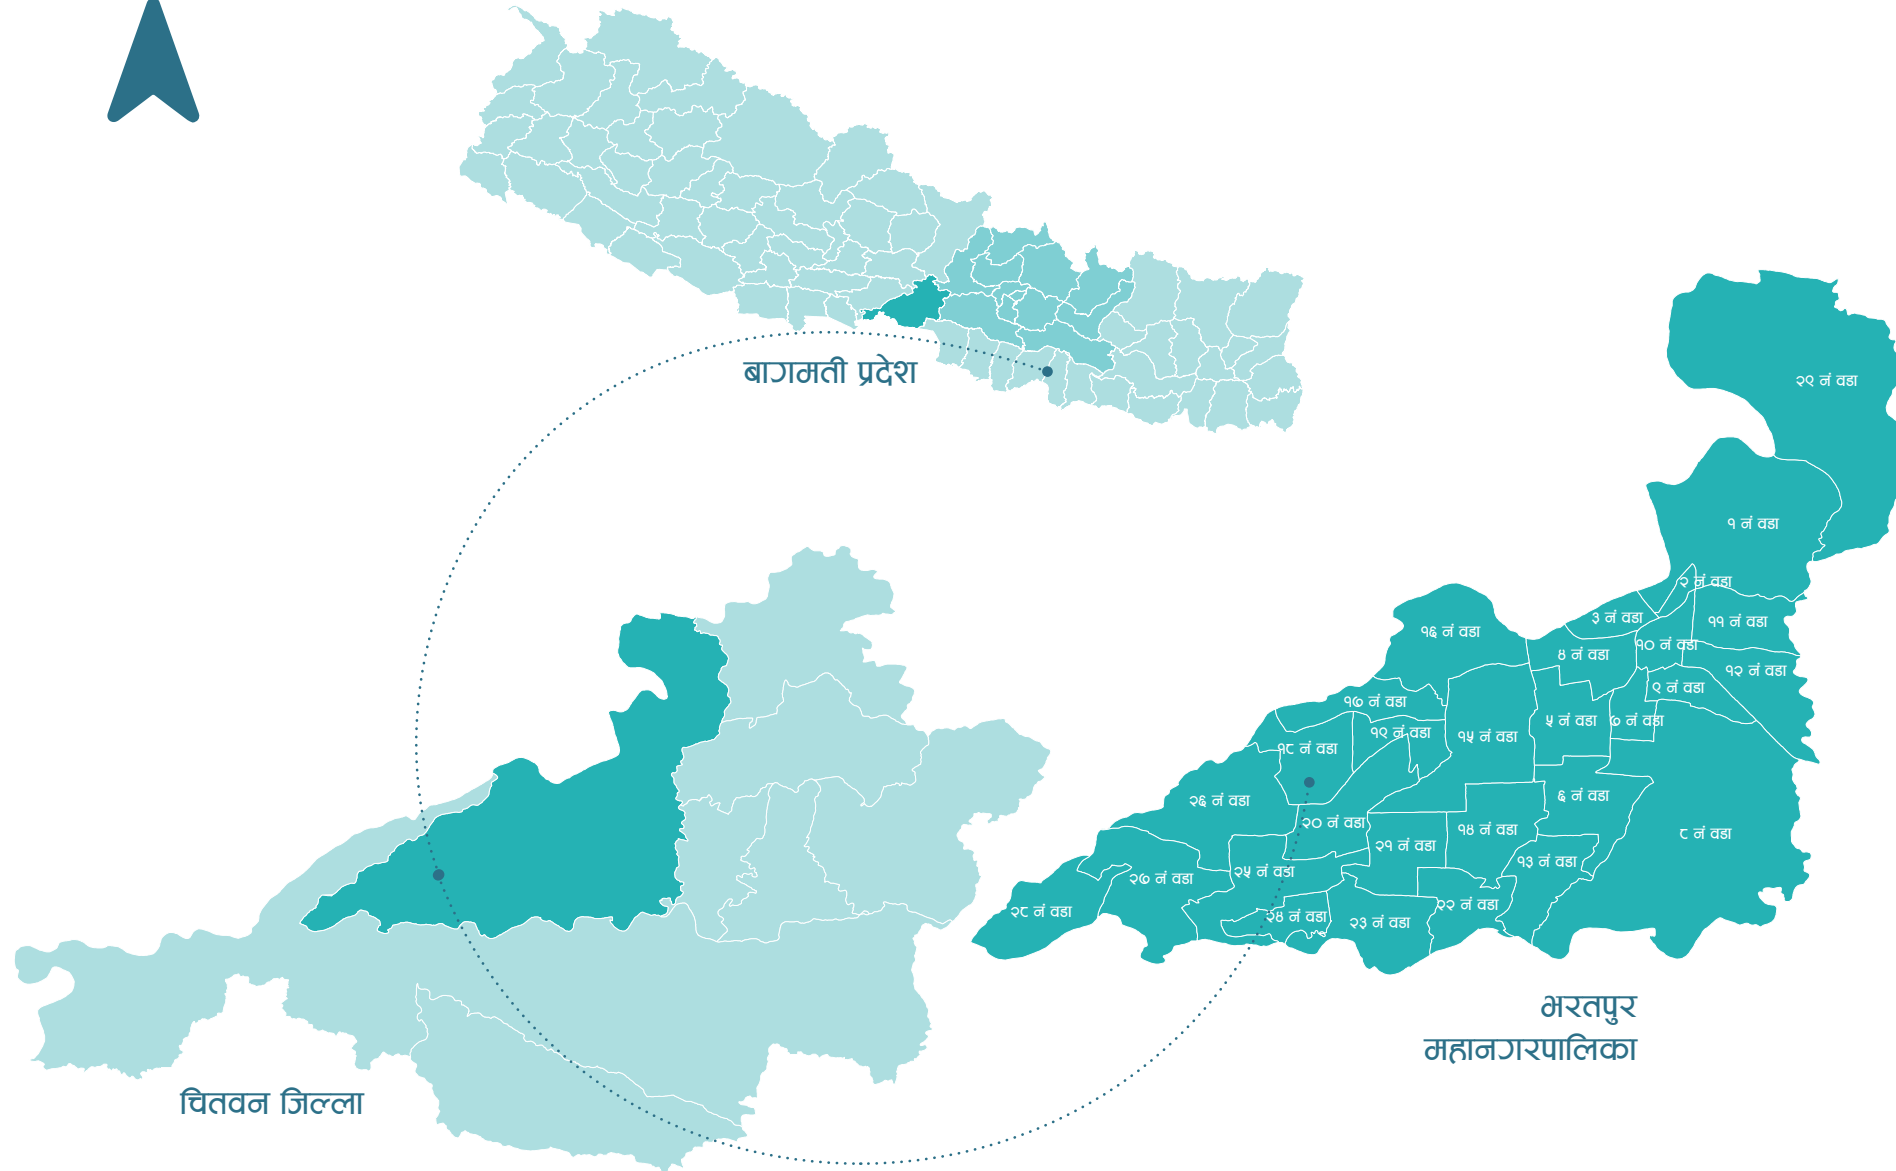 बागमती प्रदेश
२९ नं वडा
१ नं वडा
२ नं वडा
३ नं वडा
११ नं वडा
१६ नं वडा
१० नं वडा
४ नं वडा
१२ नं वडा
९ नं वडा
१७ नं वडा
५ नं वडा
७ नं वडा
१९ नं वडा
१५ नं वडा
१८ नं वडा
६ नं वडा
२६ नं वडा
२० नं वडा
१४ नं वडा
८ नं वडा
२१ नं वडा
१३ नं वडा
२५ नं वडा
२७ नं वडा
२२ नं वडा
२८ नं वडा
२४ नं वडा
२३ नं वडा
भरतपुर
महानगरपालिका
चितवन जिल्ला